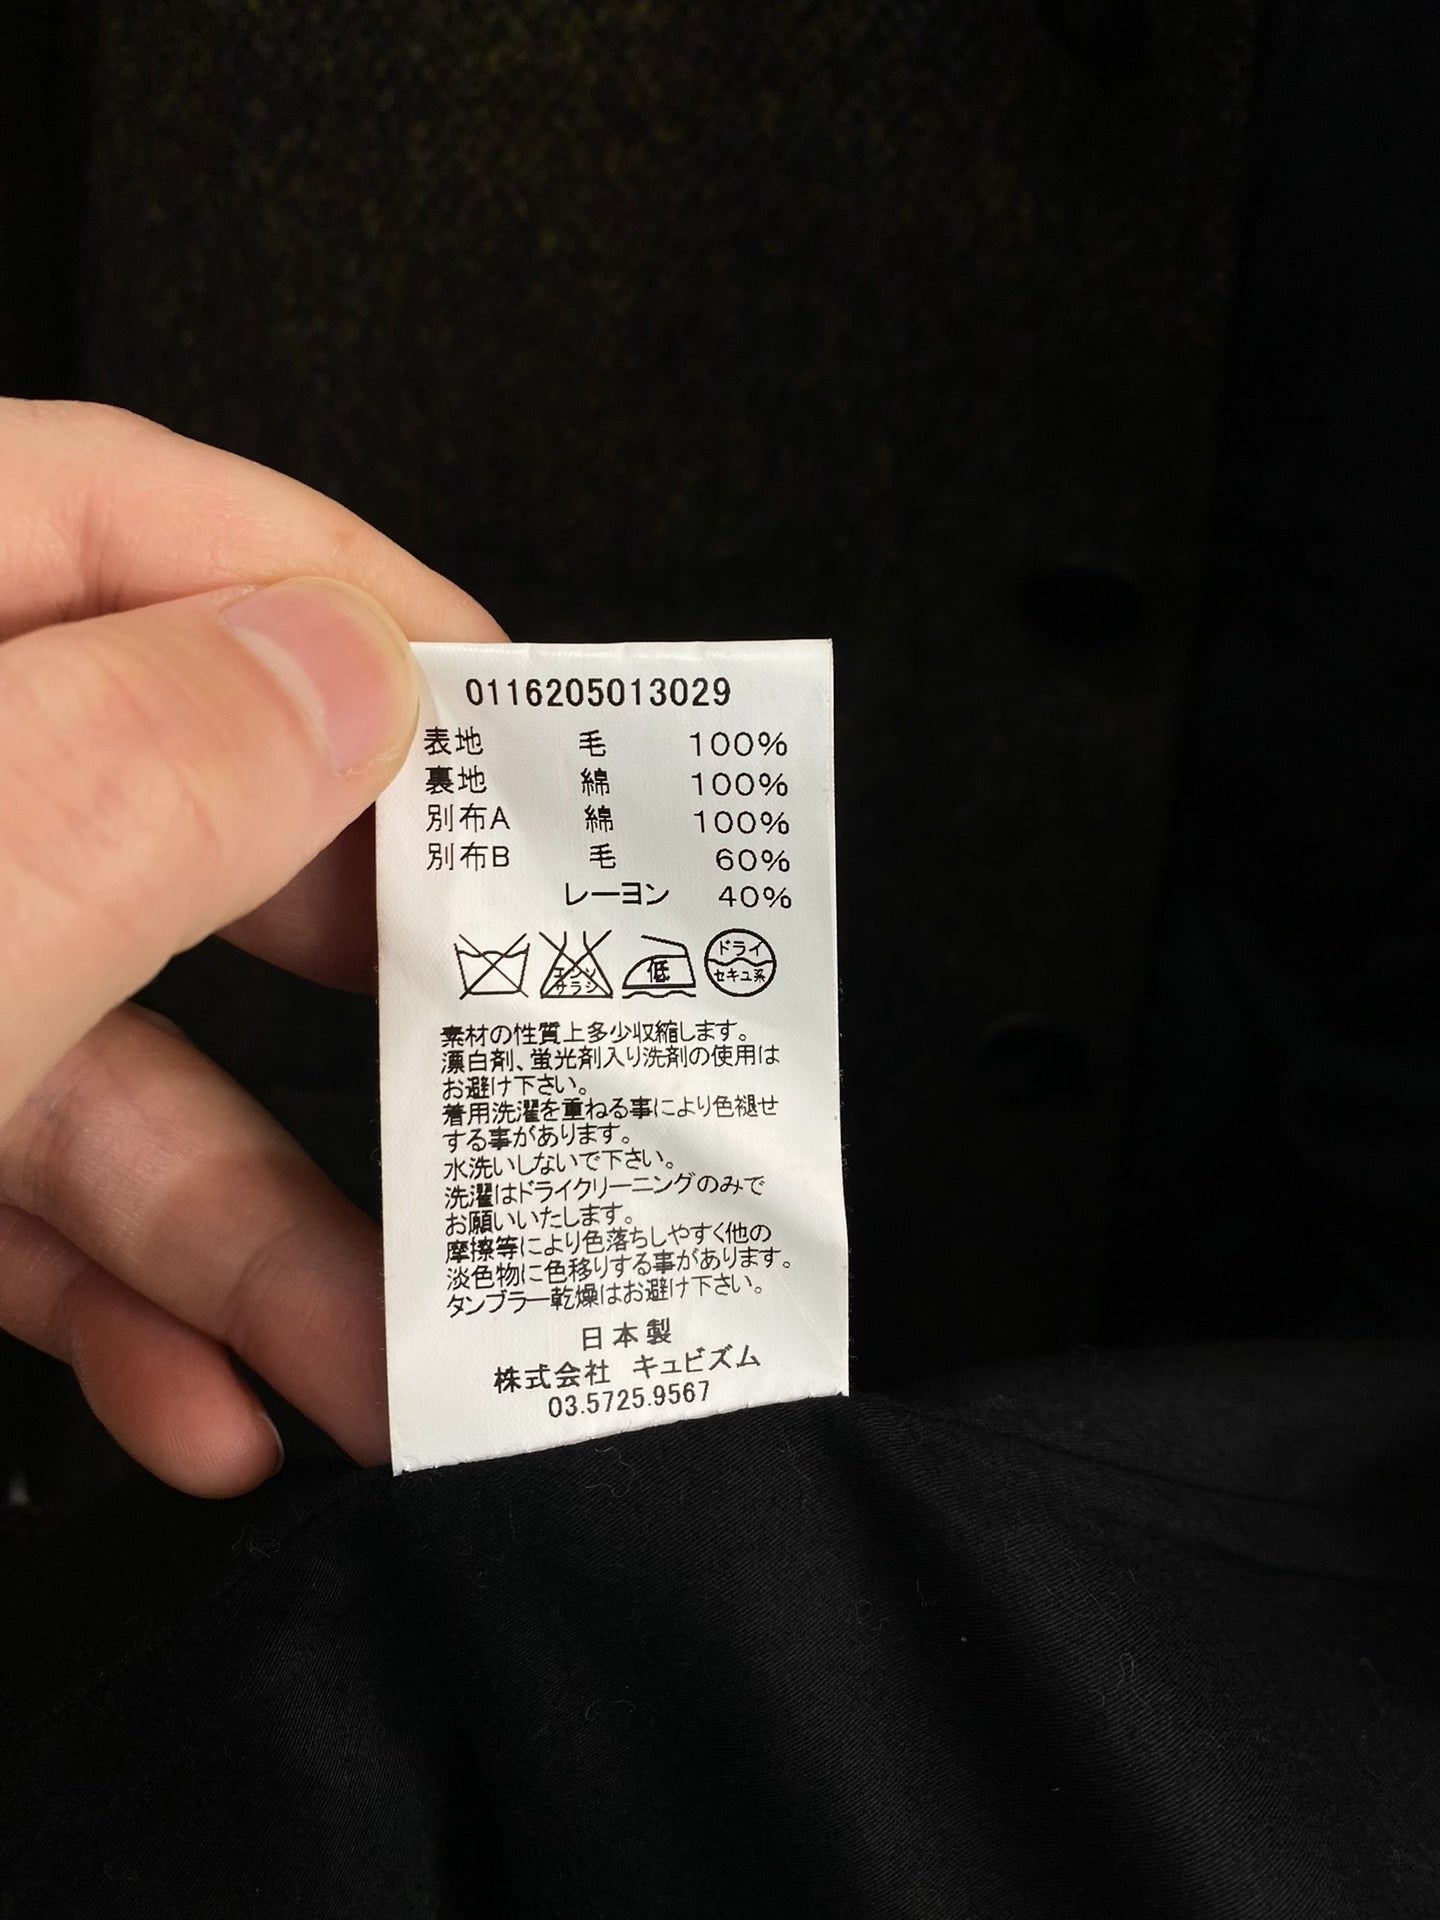 0116205013029
表地 毛 100%
裏地 綿 100%
別布A 綿 100%
別布B 毛 60%
レーヨン 40%
エンソ
サラシ
低
ドライ
セキユ系
素材の性質上多少収縮します。
漂白剤、蛍光剤入り洗剤の使用は
お避け下さい。
着用洗濯を重ねる事により色褪せ
する事があります。
水洗いしないで下さい。
洗濯はドライクリーニングのみで
お願いいたします。
摩擦等により色落ちしやすく他の
淡色物に色移りする事があります。
タンブラー乾燥はお避け下さい。
日本製
株式会社 キュビズム
03.5725.9567